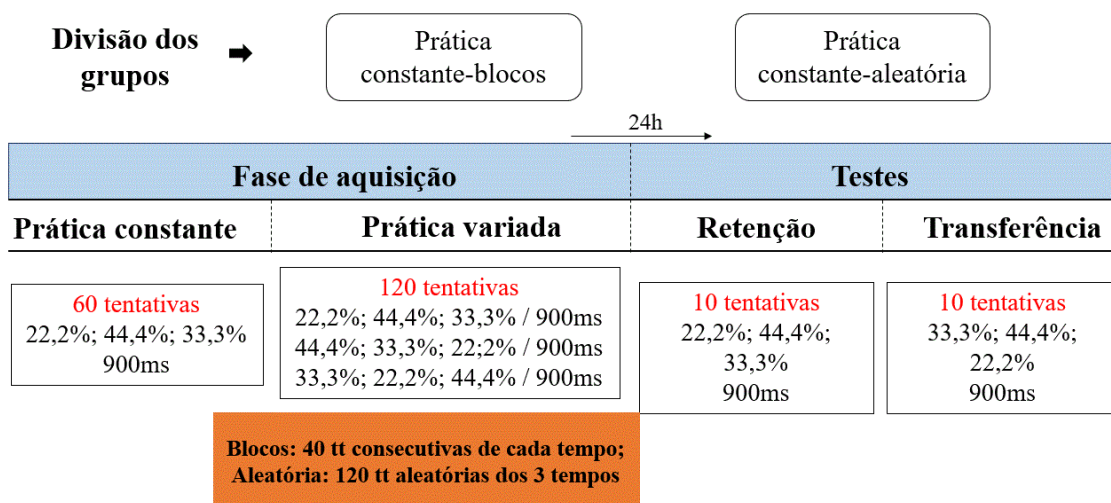 Divisão dos
grupos
Prática
constante-blocos
Prática
constante-aleatória
24h
Fase de aquisição
Testes
Prática constante
Prática variada
Retenção
Transferência
60 tentativas
22,2%; 44,4%; 33,3%
900ms
120 tentativas
22,2%; 44,4%; 33,3% / 900ms
44,4%; 33,3%; 22;2% / 900ms
33,3%; 22,2%; 44,4% / 900ms
10 tentativas
22,2%; 44,4%;
33,3%
900ms
10 tentativas
33,3%; 44,4%;
22,2%
900ms
Blocos: 40 tt consecutivas de cada tempo;
Aleatória: 120 tt aleatórias dos 3 tempos